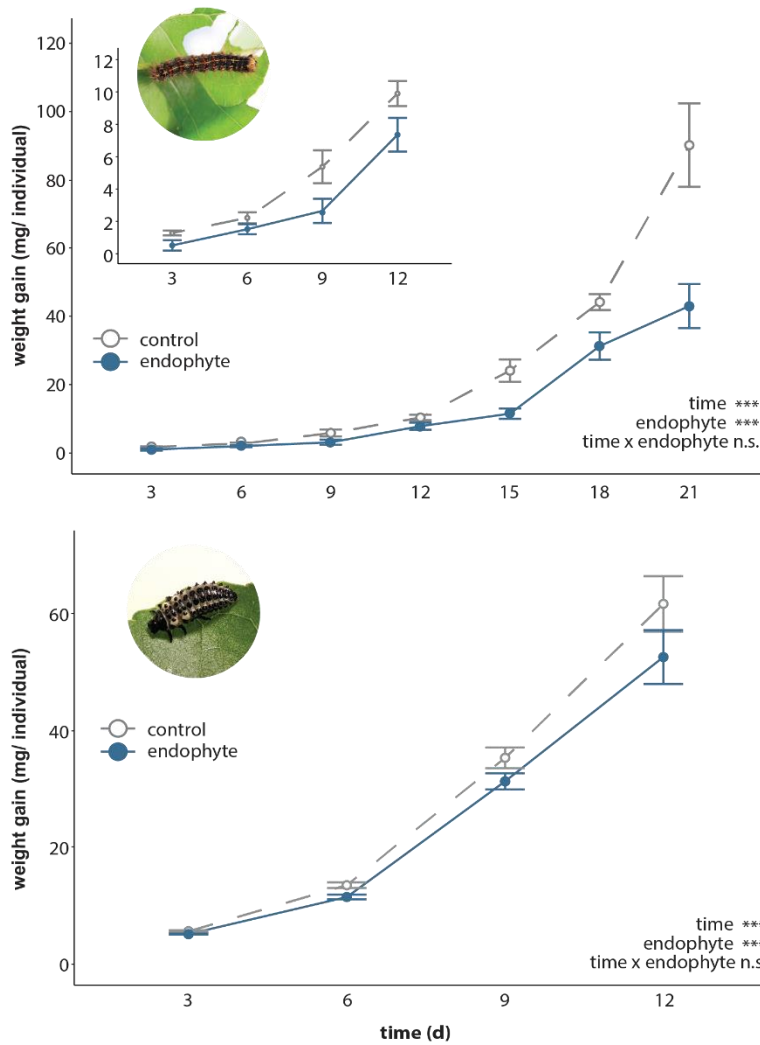 120
100
80
60
40
20
0
weight gain (mg/ individual)
12
10
8
6
4
2
0
3 6 9 12
control
endophyte
time ***
endophyte ***
time x endophyte n.s.
3 6 9 12 15 18 21
60
40
20
0
weight gain (mg/ individual)
control
endophyte
time ***
endophyte ***
time x endophyte n.s
3 6 9 12
time (d)